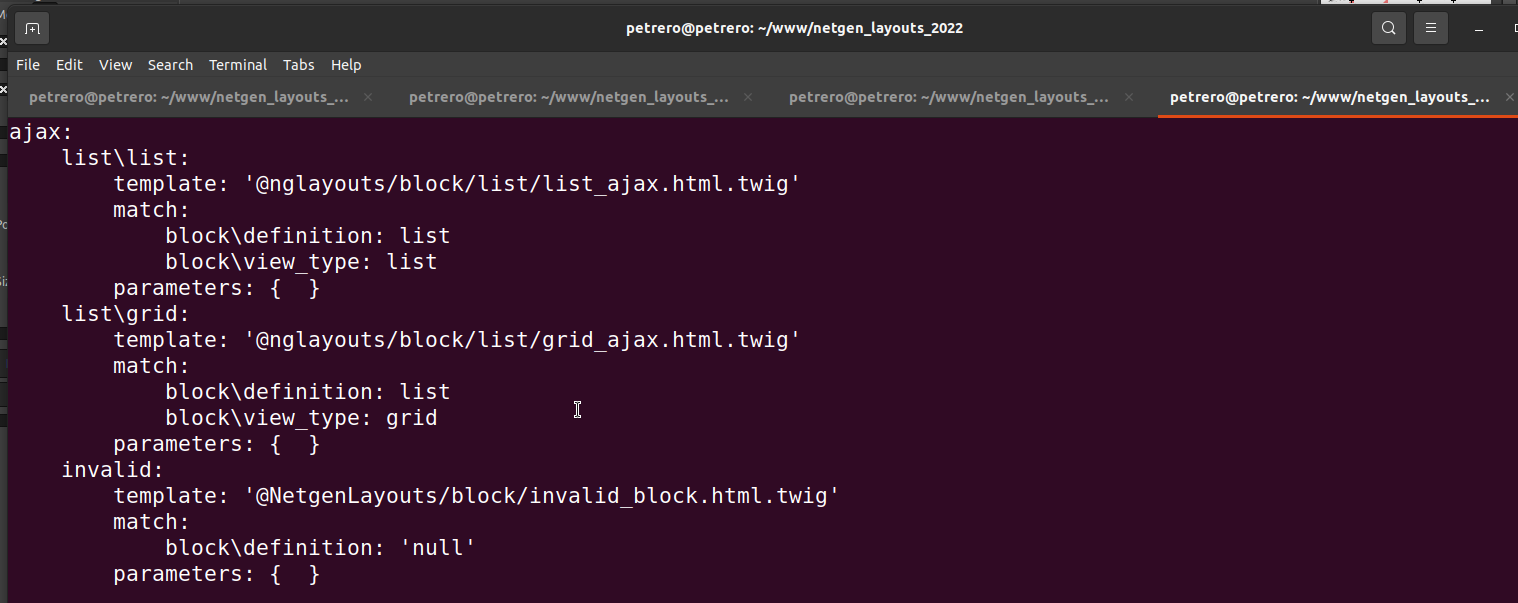 petrero@petrero: ~/www/netgen_layouts_2022
File Edit View Search Terminal Tabs Help
petrero@petrero: ~/www/netgen_layouts_... petrero@petrero: ~/www/netgen_layouts_... petrero@petrero: ~/www/netgen_layouts_... petrero@petrero: ~/www/netgen_layouts_...
ajax:
    list\list:
        template: '@nglayouts/block/list/list_ajax.html.twig'
        match:
            block\definition: list
            block\view_type: list
        parameters: {  }
    list\grid:
        template: '@nglayouts/block/list/grid_ajax.html.twig'
        match:
            block\definition: list
            block\view_type: grid
        parameters: {  }
    invalid:
        template: '@NetgenLayouts/block/invalid_block.html.twig'
        match:
            block\definition: 'null'
        parameters: {  }